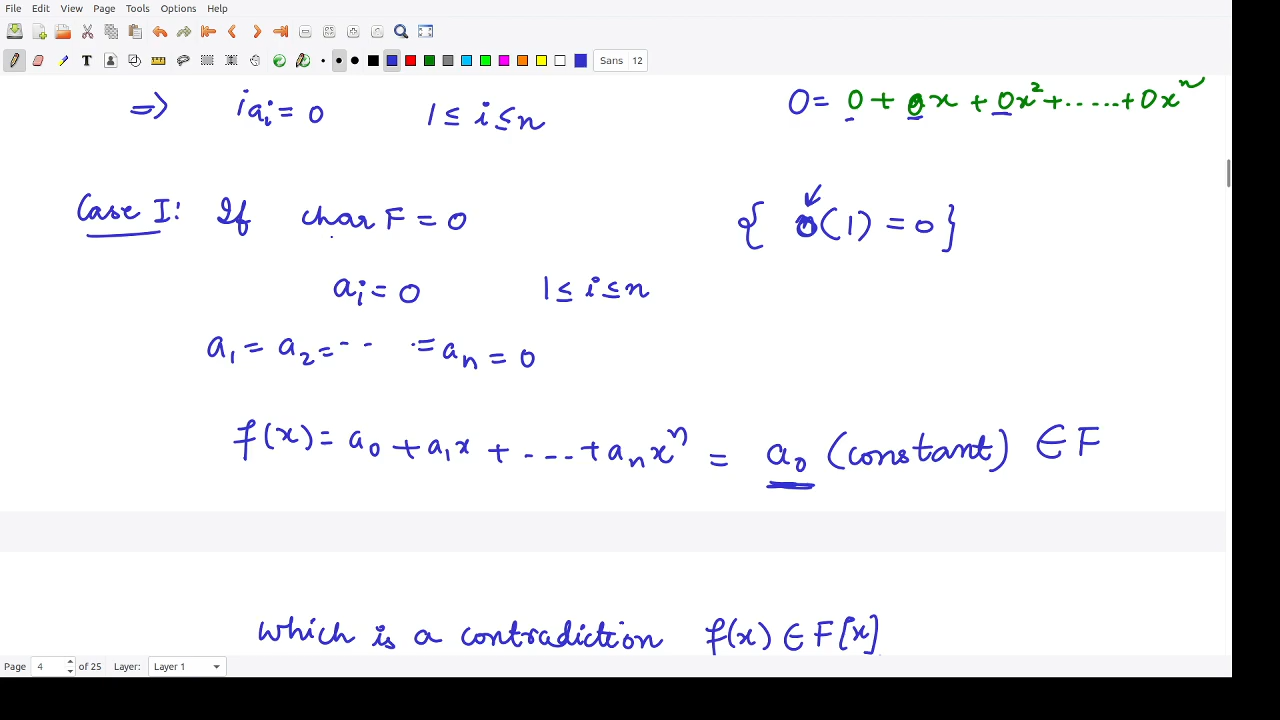 File Edit View Page Tools Options Help
T Sans 12
=> iai = 0 1 ≤ i ≤ n 0 = 0 + 0x + 0x² + ...... + 0xⁿ
Case I: If char F = 0 { 0(1) = 0 }
ai = 0 1 ≤ i ≤ n
a₁ = a₂ = -- .= aₙ = 0
f(x) = a₀ + a₁x + .... + aₙxⁿ = a₀ (constant) ∈ F
which is a contradiction f(x) ∈ F[x]
Page 4 of 25 Layer: Layer 1